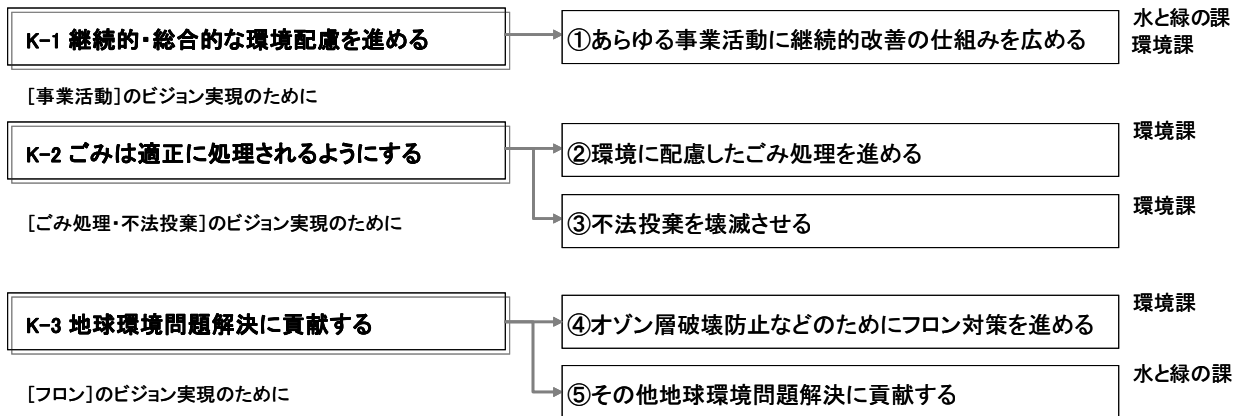 K-1 継続的・総合的な環境配慮を進める
①あらゆる事業活動に継続的改善の仕組みを広める
水と緑の課
環境課
[事業活動]のビジョン実現のために
K-2 ごみは適正に処理されるようにする
②環境に配慮したごみ処理を進める
環境課
[ごみ処理・不法投棄]のビジョン実現のために
③不法投棄を壊滅させる
環境課
K-3 地球環境問題解決に貢献する
④オゾン層破壊防止などのためにフロン対策を進める
環境課
[フロン]のビジョン実現のために
⑤その他地球環境問題解決に貢献する
水と緑の課